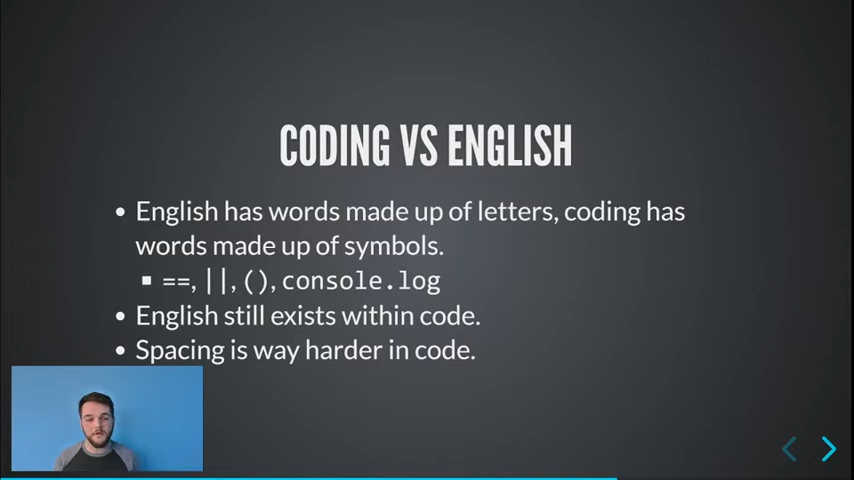 CODING VS ENGLISH
• English has words made up of letters, coding has
words made up of symbols.
▪ ==, ||, (), console.log
• English still exists within code.
• Spacing is way harder in code.